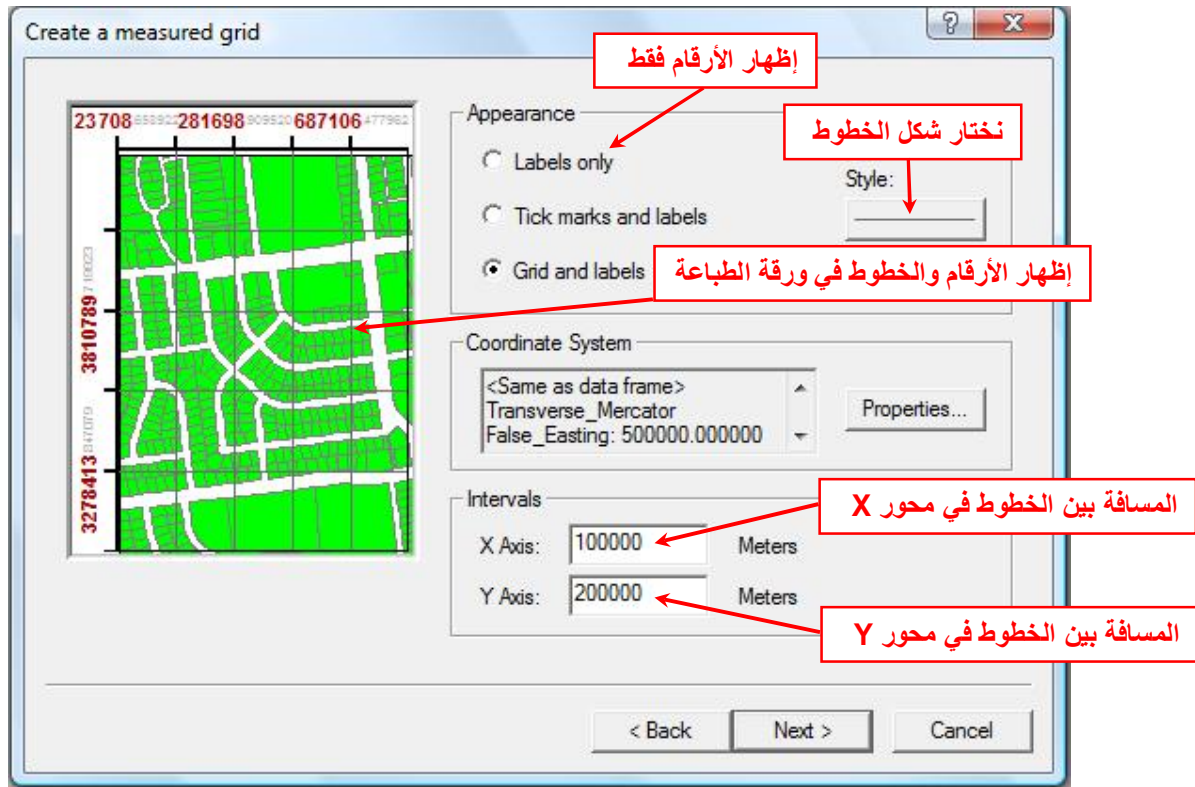 Create a measured grid
إظهار الأرقام فقط
23708 281698 909520 687106 477962
Appearance
نختار شكل الخطوط
Labels only
Style:
Tick marks and labels
Grid and labels
إظهار الأرقام والخطوط في ورقة الطباعة
3810789
3278413
Coordinate System
<Same as data frame>
Transverse_Mercator
False_Easting: 500000.000000
Properties...
Intervals
المسافة بين الخطوط في محور X
X Axis: 100000 Meters
Y Axis: 200000 Meters
المسافة بين الخطوط في محور Y
< Back
Next >
Cancel